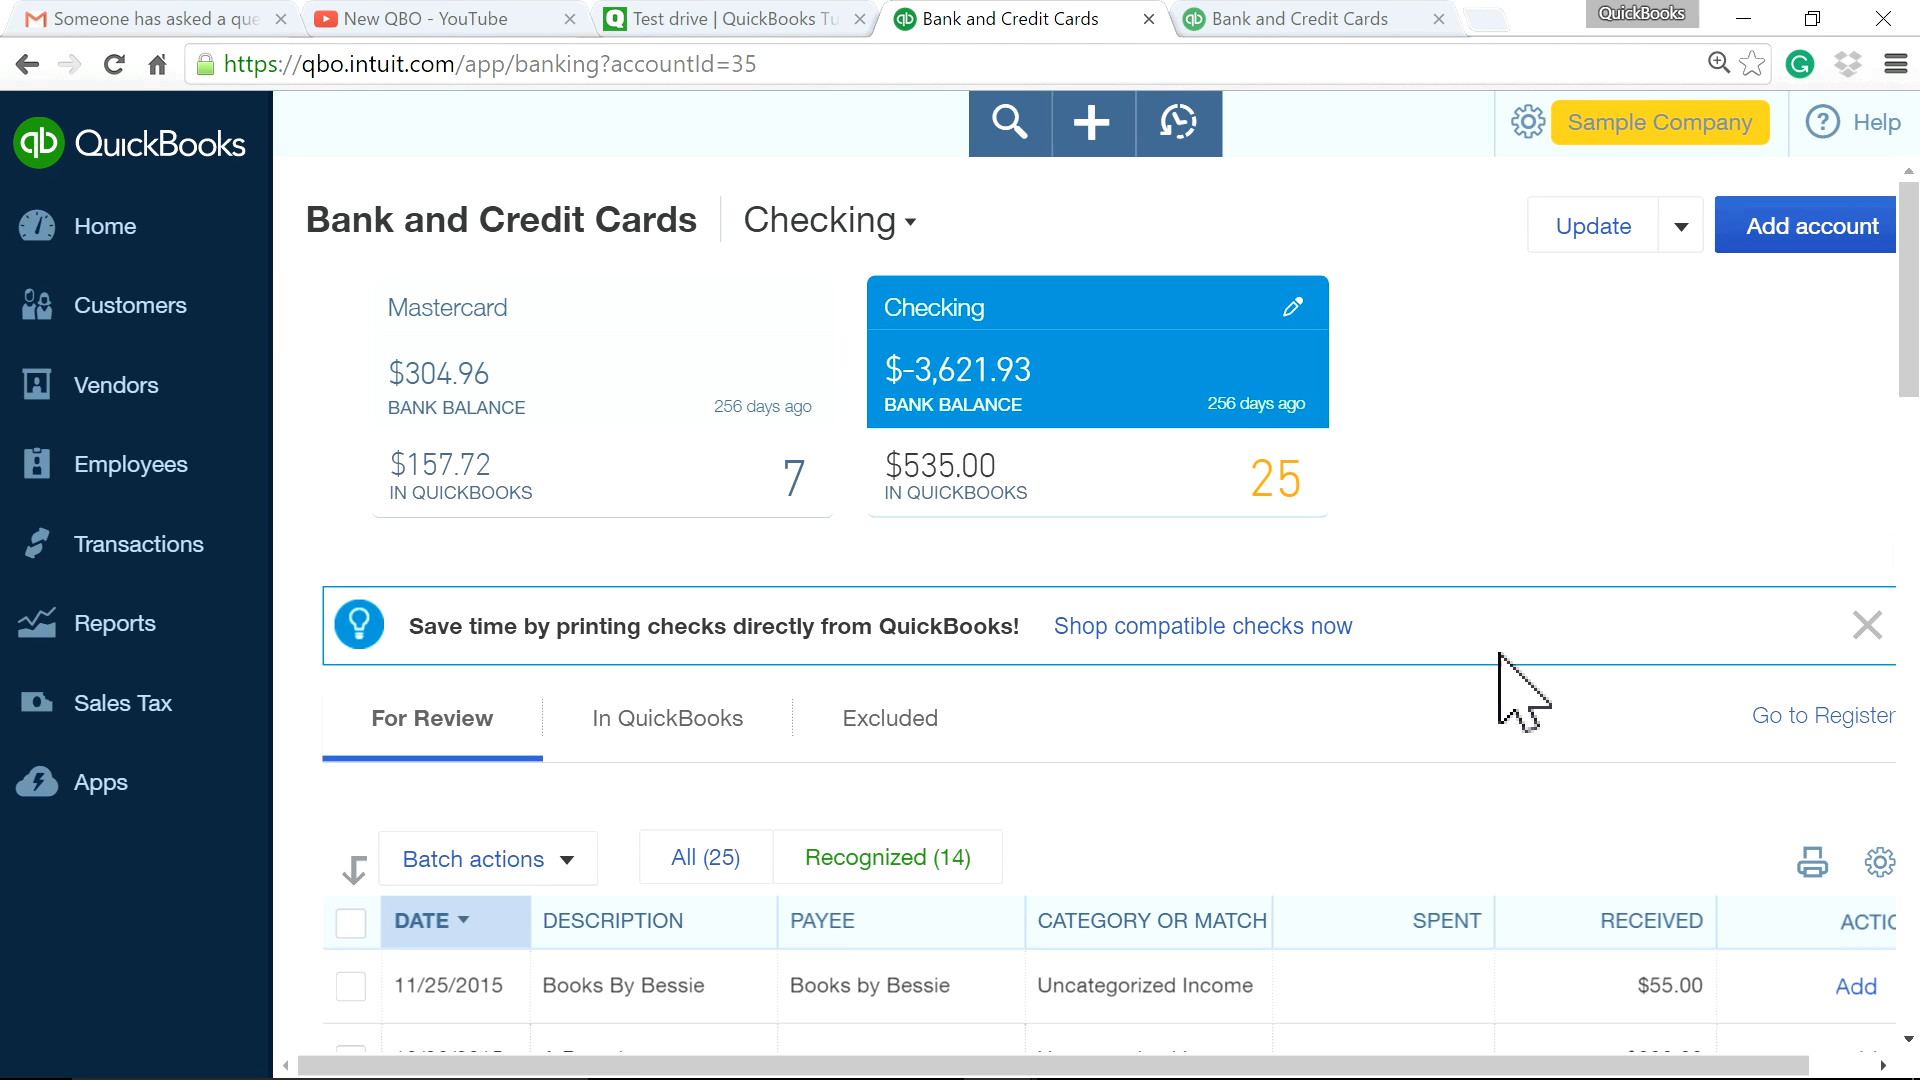 Someone has asked a que
New QBO - YouTube
Test drive | QuickBooks Tu
Bank and Credit Cards
Bank and Credit Cards
QuickBooks
https://qbo.intuit.com/app/banking?accountId=35
qb QuickBooks
Sample Company
? Help
Home
Customers
Vendors
Employees
Transactions
Reports
Sales Tax
Apps
Bank and Credit Cards
Checking
Update
Add account
Mastercard
$304.96
BANK BALANCE
256 days ago
$157.72
IN QUICKBOOKS
7
Checking
$-3,621.93
BANK BALANCE
256 days ago
$535.00
IN QUICKBOOKS
25
Save time by printing checks directly from QuickBooks! Shop compatible checks now
For Review
In QuickBooks
Excluded
Go to Register
Batch actions
All (25)
Recognized (14)
DATE DESCRIPTION PAYEE CATEGORY OR MATCH SPENT RECEIVED ACTIC
11/25/2015 Books By Bessie Books by Bessie Uncategorized Income $55.00 Add